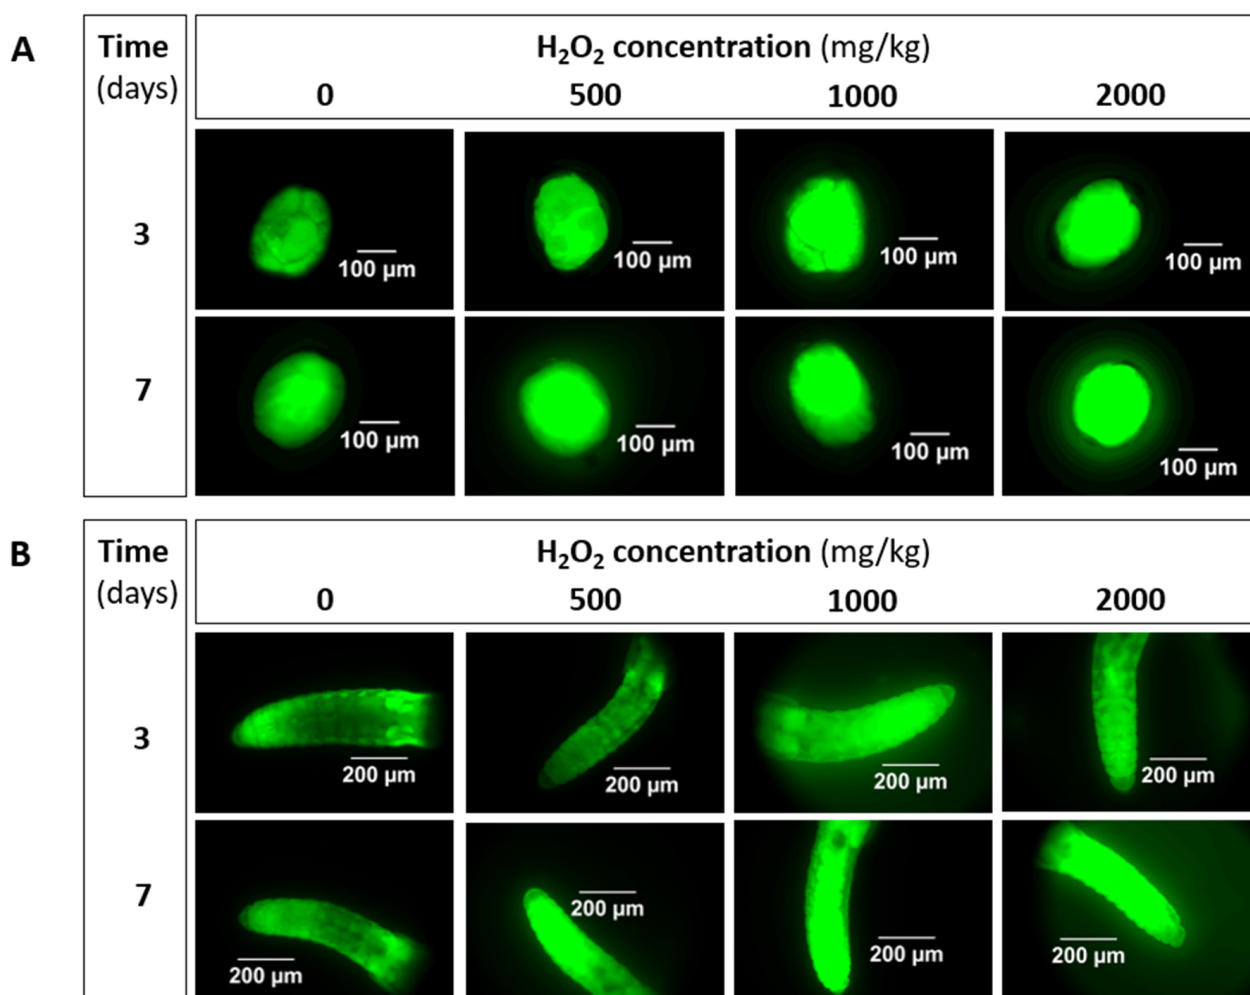 A
Time
(days)
H₂O₂ concentration (mg/kg)
0 500 1000 2000
3
100 µm 100 µm 100 µm 100 µm
7
100 µm 100 µm 100 µm 100 µm
B
Time
(days)
H₂O₂ concentration (mg/kg)
0 500 1000 2000
3
200 µm 200 µm 200 µm 200 µm
7
200 µm 200 µm 200 µm 200 µm